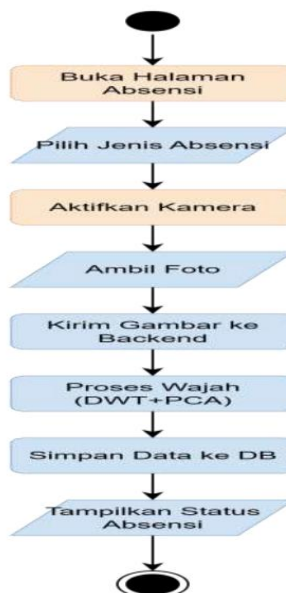 Buka Halaman
Absensi
Pilih Jenis Absensi
Aktifkan Kamera
Ambil Foto
Kirim Gambar ke
Backend
Proses Wajah
(DWT+PCA)
Simpan Data ke DB
Tampilkan Status
Absensi